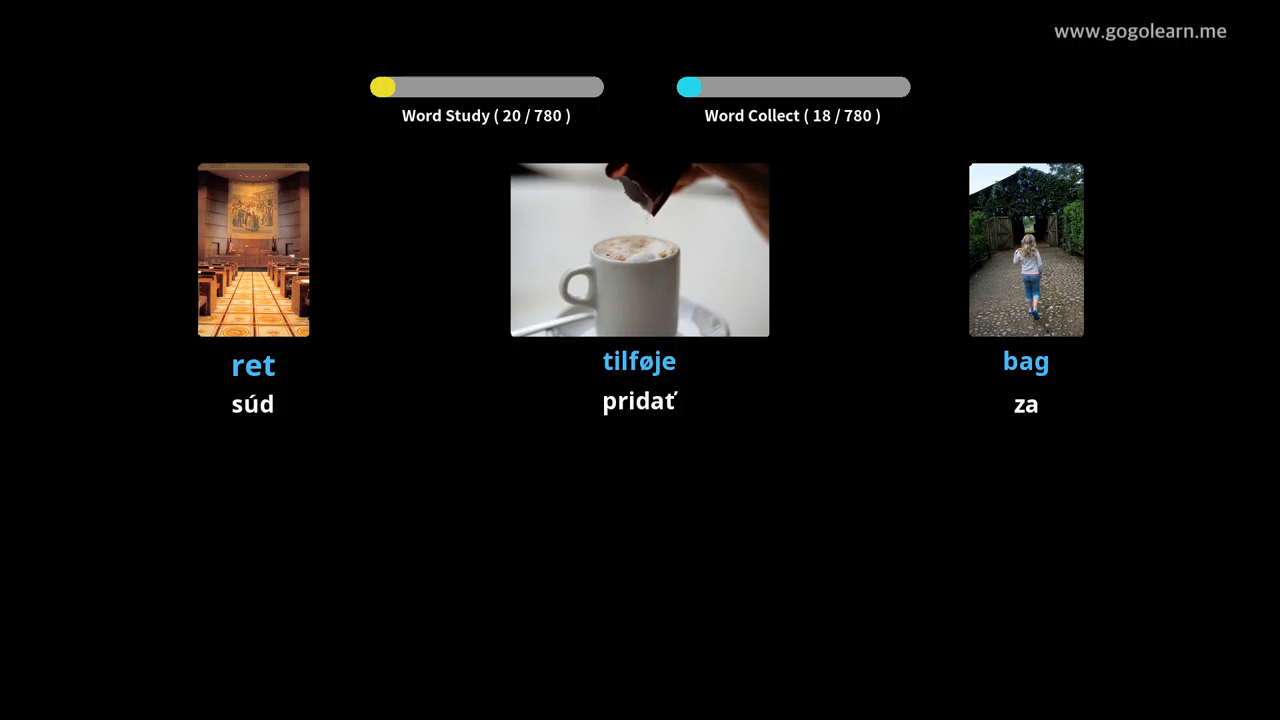 www.gogolearn.me
Word Study ( 20 / 780 )
Word Collect ( 18 / 780 )
ret
súd
tilføje
pridať
bag
za